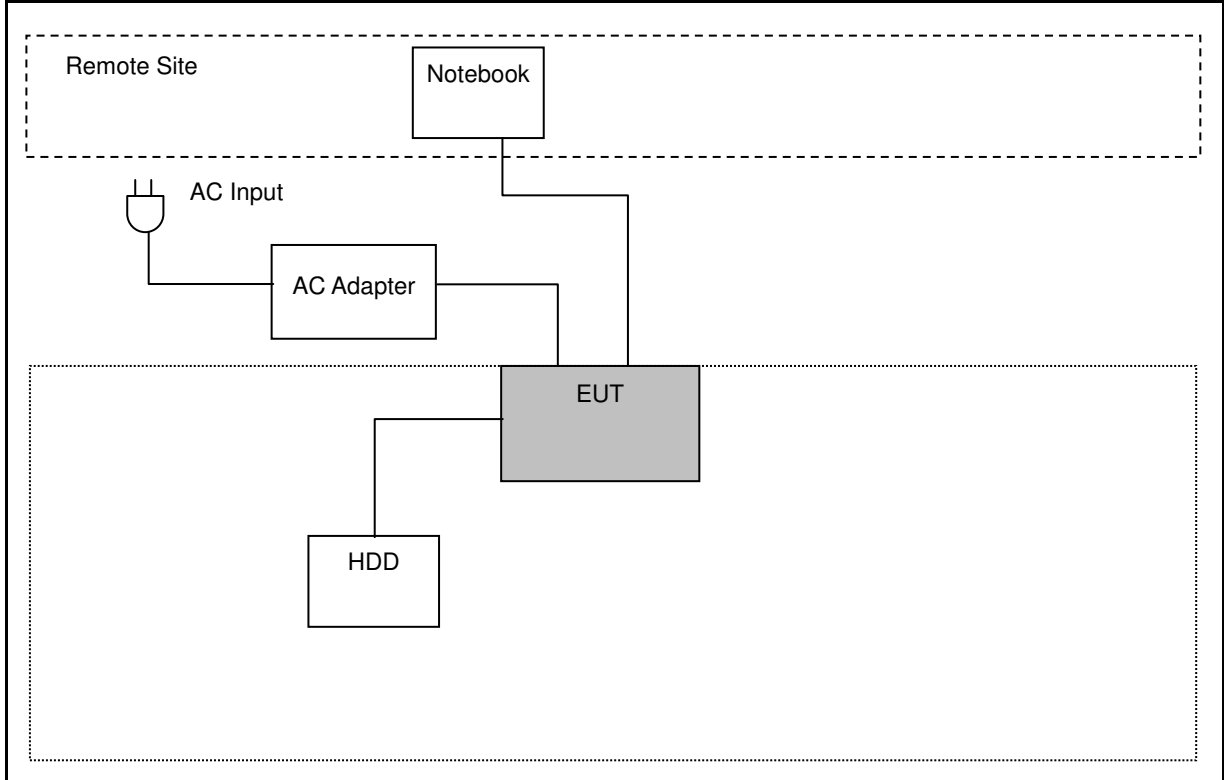 Remote Site
Notebook
AC Input
AC Adapter
EUT
HDD